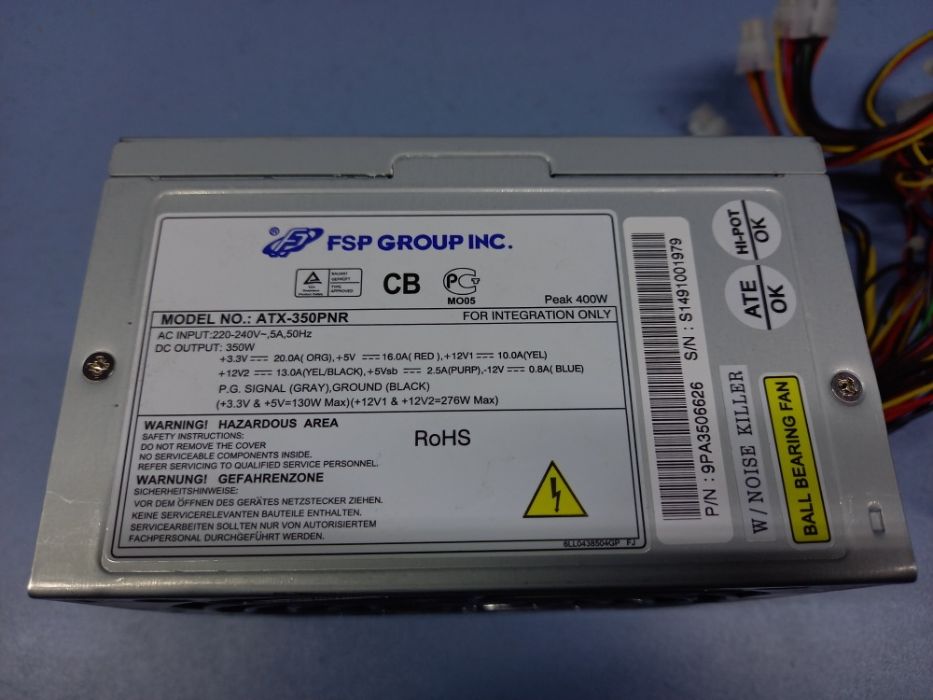 ® FSP GROUP INC.
CB
MO05
Peak 400W
MODEL NO.: ATX-350PNR
FOR INTEGRATION ONLY
AC INPUT:220-240V~,5A,50Hz
DC OUTPUT: 350W
+3.3V ⎓ 20.0A( ORG),+5V ⎓16.0A( RED ),+12V1 ⎓ 10.0A(YEL)
+12V2 ⎓ 13.0A(YEL/BLACK),+5Vsb ⎓ 2.5A(PURP),-12V ⎓ 0.8A( BLUE)
P.G. SIGNAL (GRAY),GROUND (BLACK)
(+3.3V & +5V=130W Max)(+12V1 & +12V2=276W Max)
WARNING! HAZARDOUS AREA
SAFETY INSTRUCTIONS:
DO NOT REMOVE THE COVER
NO SERVICEABLE COMPONENTS INSIDE.
REFER SERVICING TO QUALIFIED SERVICE PERSONNEL.
WARNUNG! GEFAHRENZONE
SICHERHEITSHINWEISE:
VOR DEM ÖFFNEN DES GERÄTES NETZSTECKER ZIEHEN.
KEINE SERVICERELEVANTEN BAUTEILE ENTHALTEN.
SERVICEARBEITEN SOLLTEN NUR VON AUTORISIERTEM
FACHPERSONAL DURCHGEFÜHRT WERDEN.
RoHS
6LL0438504GP FJ
P/N : 9PA3506626 S/N : S1491001979
HI-POT
OK
ATE
OK
W/NOISE KILLER
BALL BEARING FAN